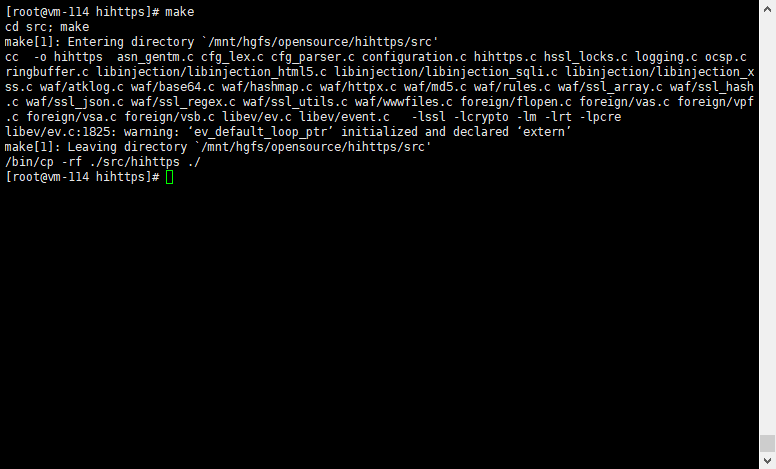 [root@vm-114 hihttps]# make
cd src; make
make[1]: Entering directory `/mnt/hgfs/opensource/hihttps/src'
cc  -o hihttps  asn_gentm.c cfg_lex.c cfg_parser.c configuration.c hihttps.c hssl_locks.c logging.c ocsp.c
ringbuffer.c libinjection/libinjection_html5.c libinjection/libinjection_sqli.c libinjection/libinjection_x
ss.c waf/atklog.c waf/base64.c waf/hashmap.c waf/httpx.c waf/md5.c waf/rules.c waf/ssl_array.c waf/ssl_hash
.c waf/ssl_json.c waf/ssl_regex.c waf/ssl_utils.c waf/wwwfiles.c foreign/flopen.c foreign/vas.c foreign/vpf
.c foreign/vsa.c foreign/vsb.c libev/ev.c libev/event.c   -lssl -lcrypto -lm -lrt -lpcre
libev/ev.c:1825: warning: ‘ev_default_loop_ptr’ initialized and declared ‘extern’
make[1]: Leaving directory `/mnt/hgfs/opensource/hihttps/src'
/bin/cp -rf ./src/hihttps ./
[root@vm-114 hihttps]#